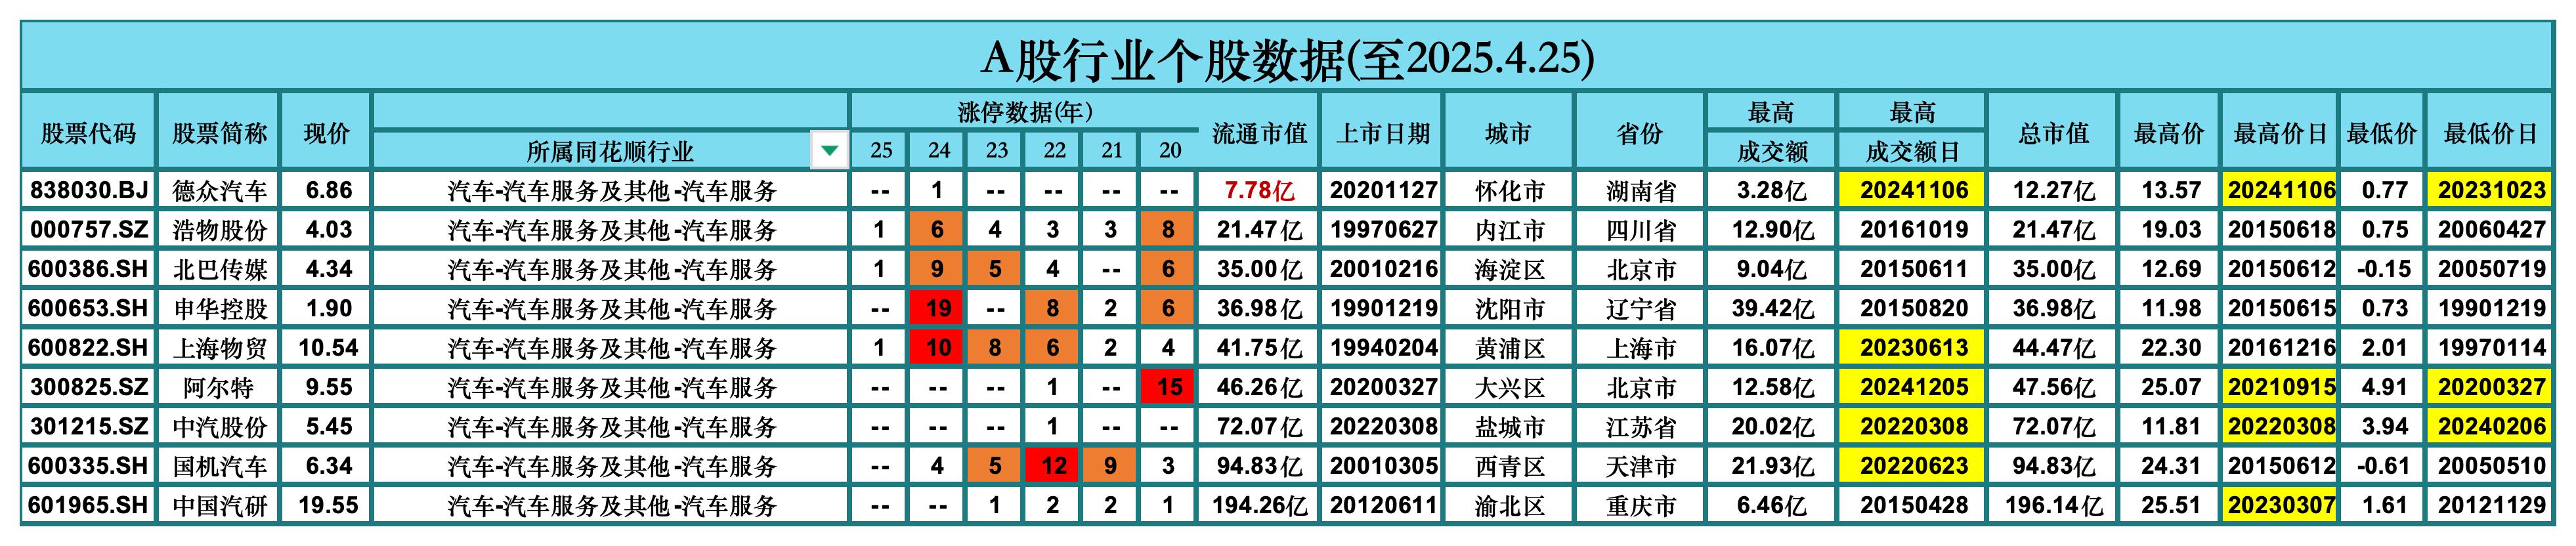 A股行业个股数据(至2025.4.25)
股票代码 股票简称 现价 所属同花顺行业 涨停数据(年) 25 24 23 22 21 20 流通市值 上市日期 城市 省份 最高成交额 最高成交额日 总市值 最高价 最高价日 最低价 最低价日
838030.BJ 德众汽车 6.86 汽车-汽车服务及其他-汽车服务 -- 1 -- -- -- -- 7.78亿 20201127 怀化市 湖南省 3.28亿 20241106 12.27亿 13.57 20241106 0.77 20231023
000757.SZ 浩物股份 4.03 汽车-汽车服务及其他-汽车服务 1 6 4 3 3 8 21.47亿 19970627 内江市 四川省 12.90亿 20161019 21.47亿 19.03 20150618 0.75 20060427
600386.SH 北巴传媒 4.34 汽车-汽车服务及其他-汽车服务 1 9 5 4 -- 6 35.00亿 20010216 海淀区 北京市 9.04亿 20150611 35.00亿 12.69 20150612 -0.15 20050719
600653.SH 申华控股 1.90 汽车-汽车服务及其他-汽车服务 -- 19 -- 8 2 6 36.98亿 19901219 沈阳市 辽宁省 39.42亿 20150820 36.98亿 11.98 20150615 0.73 19901219
600822.SH 上海物贸 10.54 汽车-汽车服务及其他-汽车服务 1 10 8 6 2 4 41.75亿 19940204 黄浦区 上海市 16.07亿 20230613 44.47亿 22.30 20161216 2.01 19970114
300825.SZ 阿尔特 9.55 汽车-汽车服务及其他-汽车服务 -- -- -- 1 -- 15 46.26亿 20200327 大兴区 北京市 12.58亿 20241205 47.56亿 25.07 20210915 4.91 20200327
301215.SZ 中汽股份 5.45 汽车-汽车服务及其他-汽车服务 -- -- -- 1 -- -- 72.07亿 20220308 盐城市 江苏省 20.02亿 20220308 72.07亿 11.81 20220308 3.94 20240206
600335.SH 国机汽车 6.34 汽车-汽车服务及其他-汽车服务 -- 4 5 12 9 3 94.83亿 20010305 西青区 天津市 21.93亿 20220623 94.83亿 24.31 20150612 -0.61 20050510
601965.SH 中国汽研 19.55 汽车-汽车服务及其他-汽车服务 -- -- 1 2 2 1 194.26亿 20120611 渝北区 重庆市 6.46亿 20150428 196.14亿 25.51 20230307 1.61 20121129